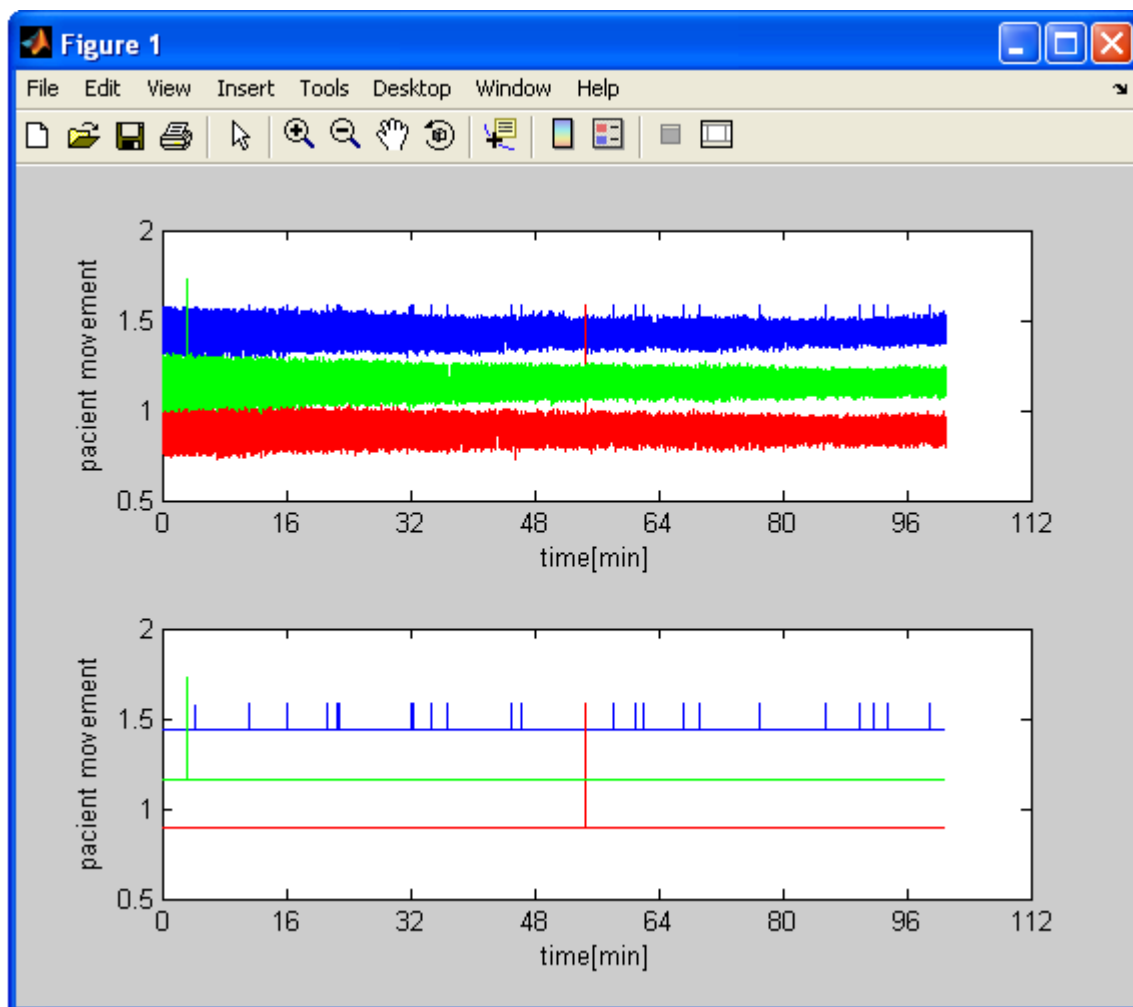 Figure 1
File Edit View Insert Tools Desktop Window Help
2
1.5
1
0.5
pacient movement
0 16 32 48 64 80 96 112
time[min]
2
1.5
1
0.5
pacient movement
0 16 32 48 64 80 96 112
time[min]